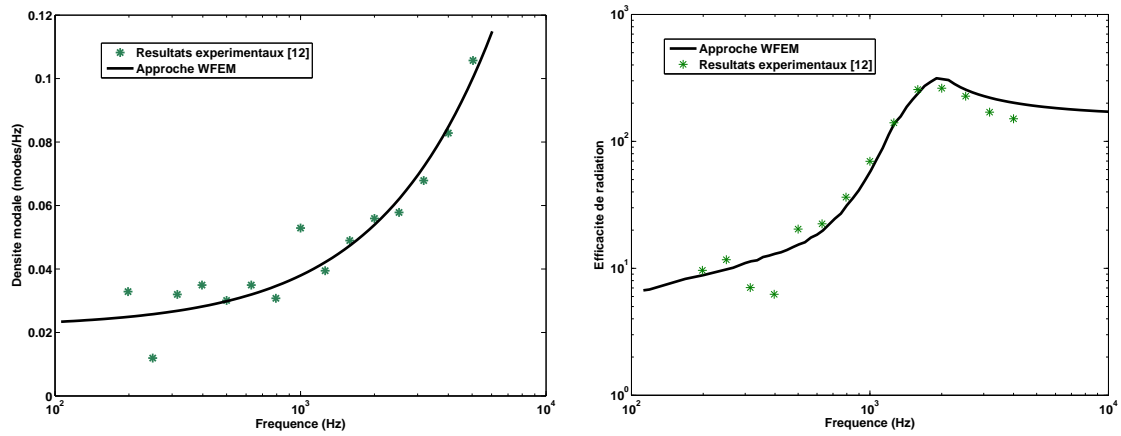 0.12
0.1
0.08
0.06
0.04
0.02
0
10^2
10^3
10^4
Densite modale (modes/Hz)
Frequence (Hz)
Resultats experimentaux [12]
Approche WFEM
10^3
10^2
10^1
10^0
10^2
10^3
10^4
Efficacite de radiation
Frequence (Hz)
Approche WFEM
Resultats experimentaux [12]